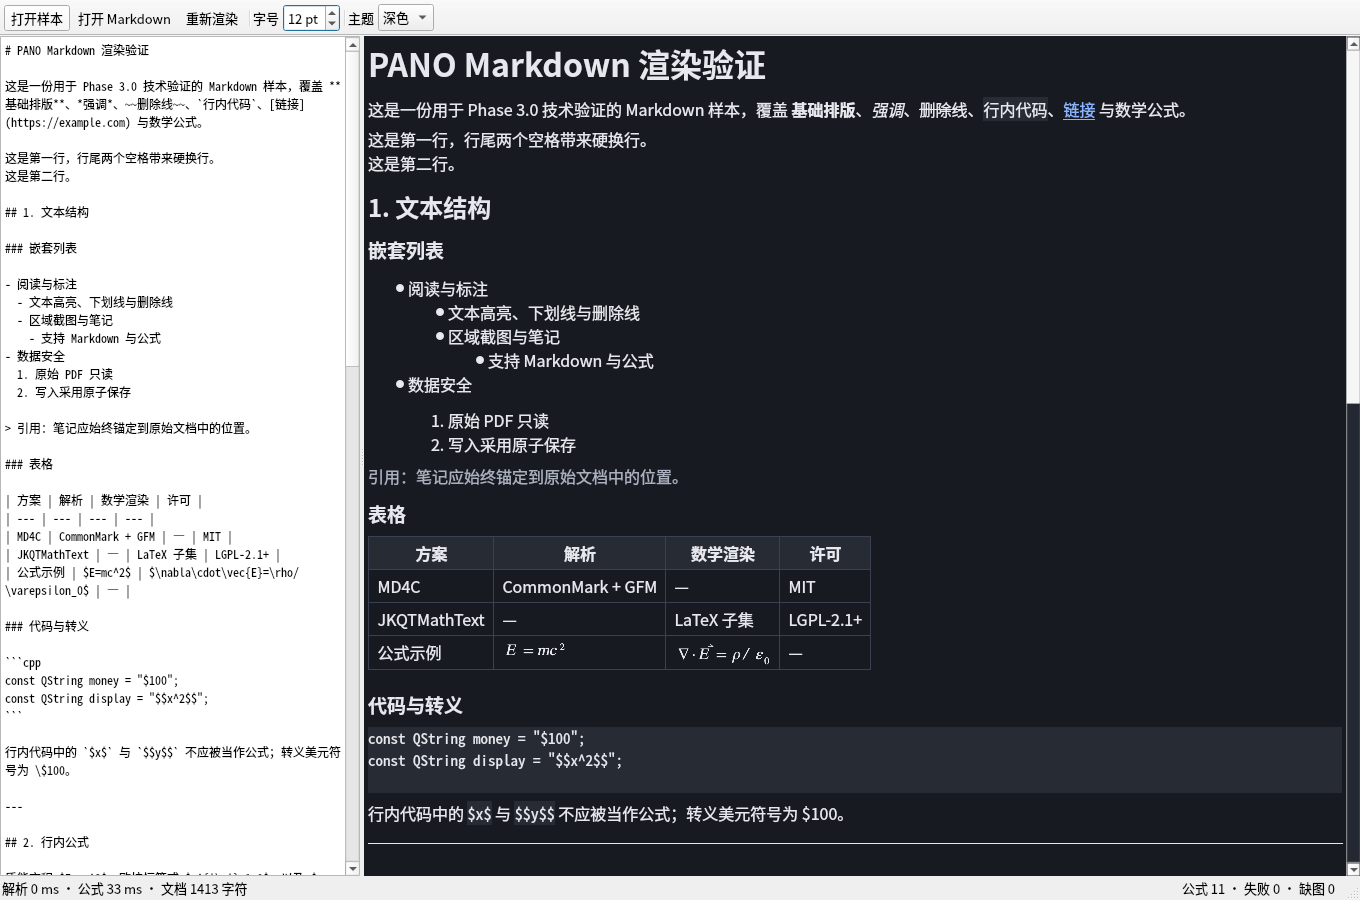 打开样本 打开 Markdown 重新渲染 字号 12 pt 主题 深色
# PANO Markdown 渲染验证
这是一份用于 Phase 3.0 技术验证的 Markdown 样本，覆盖 **
基础排版**、*强调*、~~删除线~~、`行内代码`、[链接]
(https://example.com) 与数学公式。
这是第一行，行尾两个空格带来硬换行。
这是第二行。
## 1. 文本结构
### 嵌套列表
- 阅读与标注
- 文本高亮、下划线与删除线
- 区域截图与笔记
- 支持 Markdown 与公式
- 数据安全
1. 原始 PDF 只读
2. 写入采用原子保存
> 引用：笔记应始终锚定到原始文档中的位置。
### 表格
| 方案 | 解析 | 数学渲染 | 许可 |
| --- | --- | --- | --- |
| MD4C | CommonMark + GFM | — | MIT |
| JKQTMathText | — | LaTeX 子集 | LGPL-2.1+ |
| 公式示例 | $E=mc^2$ | $\nabla\cdot\vec{E}=\rho/
\varepsilon_0$ | — |
### 代码与转义
```cpp
const QString money = "$100";
const QString display = "$$x^2$$";
```
行内代码中的 `$x$` 与 `$$y$$` 不应被当作公式；转义美元符
号为 \$100。
---
## 2. 行内公式
PANO Markdown 渲染验证
这是一份用于 Phase 3.0 技术验证的 Markdown 样本，覆盖 基础排版、强调、删除线、行内代码、链接 与数学公式。
这是第一行，行尾两个空格带来硬换行。
这是第二行。
1. 文本结构
嵌套列表
● 阅读与标注
● 文本高亮、下划线与删除线
● 区域截图与笔记
● 支持 Markdown 与公式
● 数据安全
1. 原始 PDF 只读
2. 写入采用原子保存
引用：笔记应始终锚定到原始文档中的位置。
表格
方案 解析 数学渲染 许可
MD4C CommonMark + GFM — MIT
JKQTMathText — LaTeX 子集 LGPL-2.1+
公式示例 E = mc² ∇·E⃗ = ρ / ε₀ —
代码与转义
const QString money = "$100";
const QString display = "$$x^2$$";
行内代码中的 $x$ 与 $$y$$ 不应被当作公式；转义美元符号为 $100。
解析 0 ms · 公式 33 ms · 文档 1413 字符 公式 11 · 失败 0 · 缺图 0